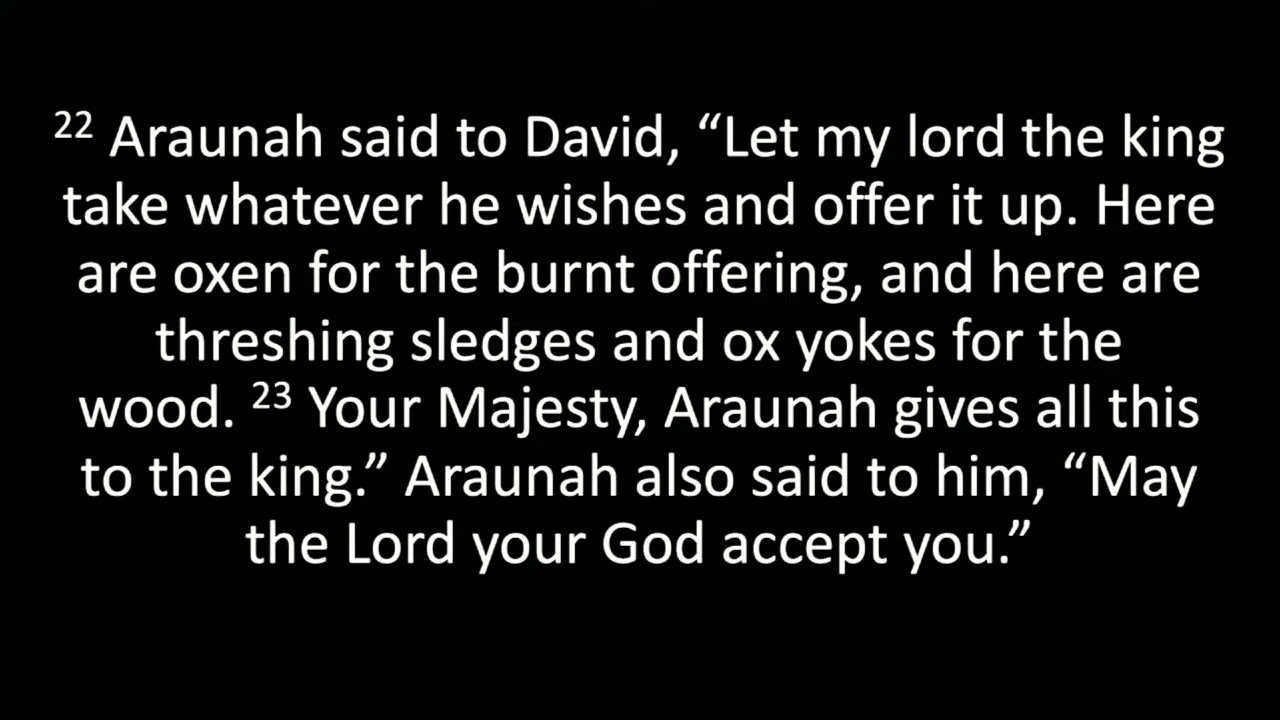 22 Araunah said to David, “Let my lord the king
take whatever he wishes and offer it up. Here
are oxen for the burnt offering, and here are
threshing sledges and ox yokes for the
wood. 23 Your Majesty, Araunah gives all this
to the king.” Araunah also said to him, “May
the Lord your God accept you.”